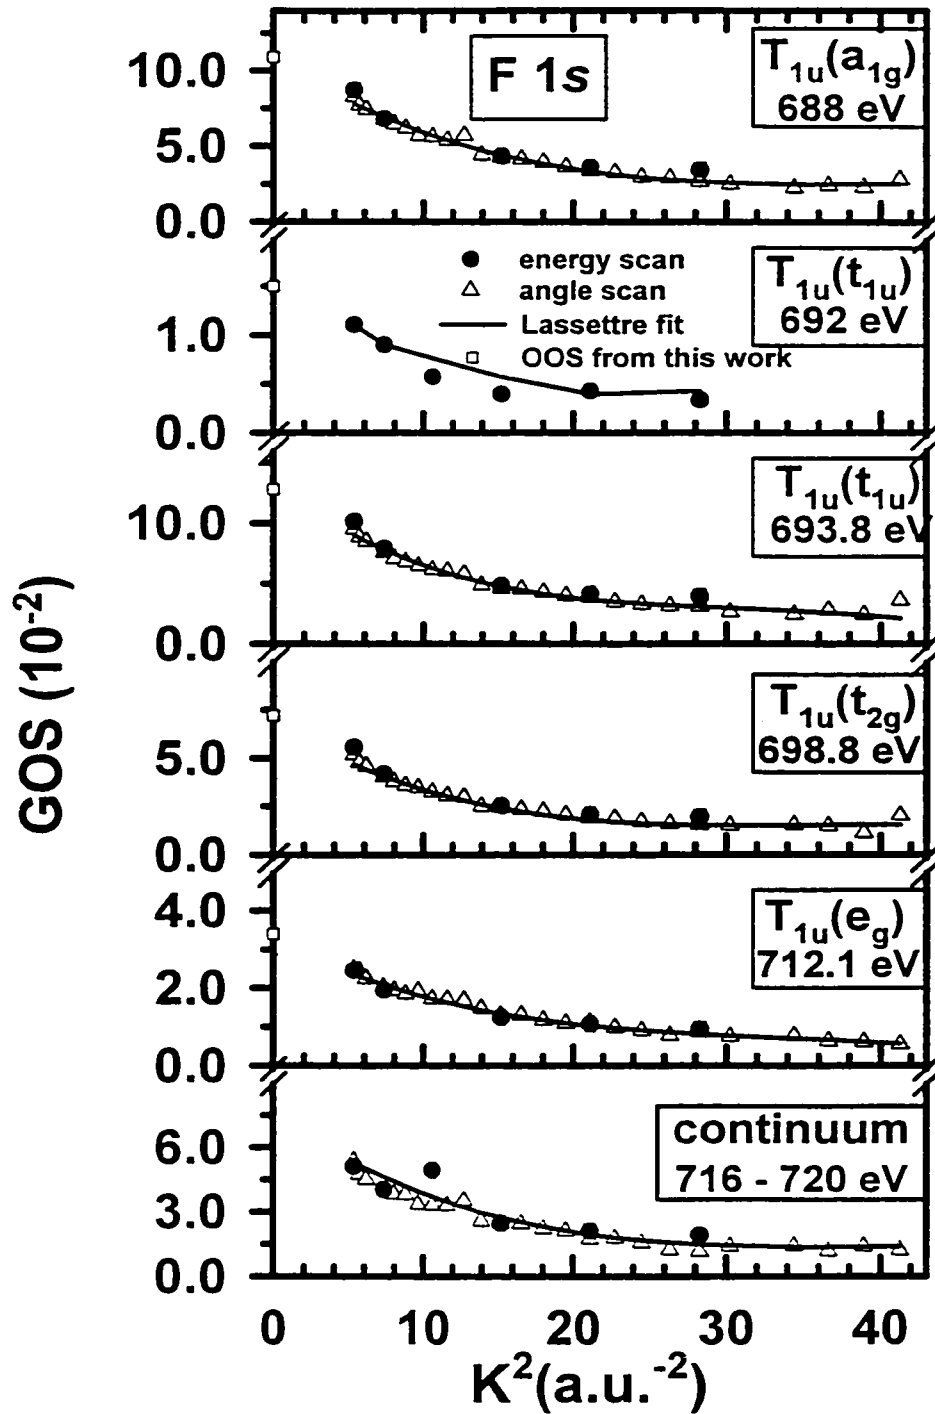 F 1s
T1u(a1g)
688 eV
10.0
5.0
0.0
energy scan
angle scan
Lassettre fit
OOS from this work
T1u(t1u)
692 eV
1.0
0.0
T1u(t1u)
693.8 eV
10.0
0.0
T1u(t2g)
698.8 eV
5.0
0.0
T1u(eg)
712.1 eV
4.0
2.0
0.0
continuum
716 - 720 eV
6.0
3.0
0.0
GOS (10⁻²)
0 10 20 30 40
K²(a.u.⁻²)